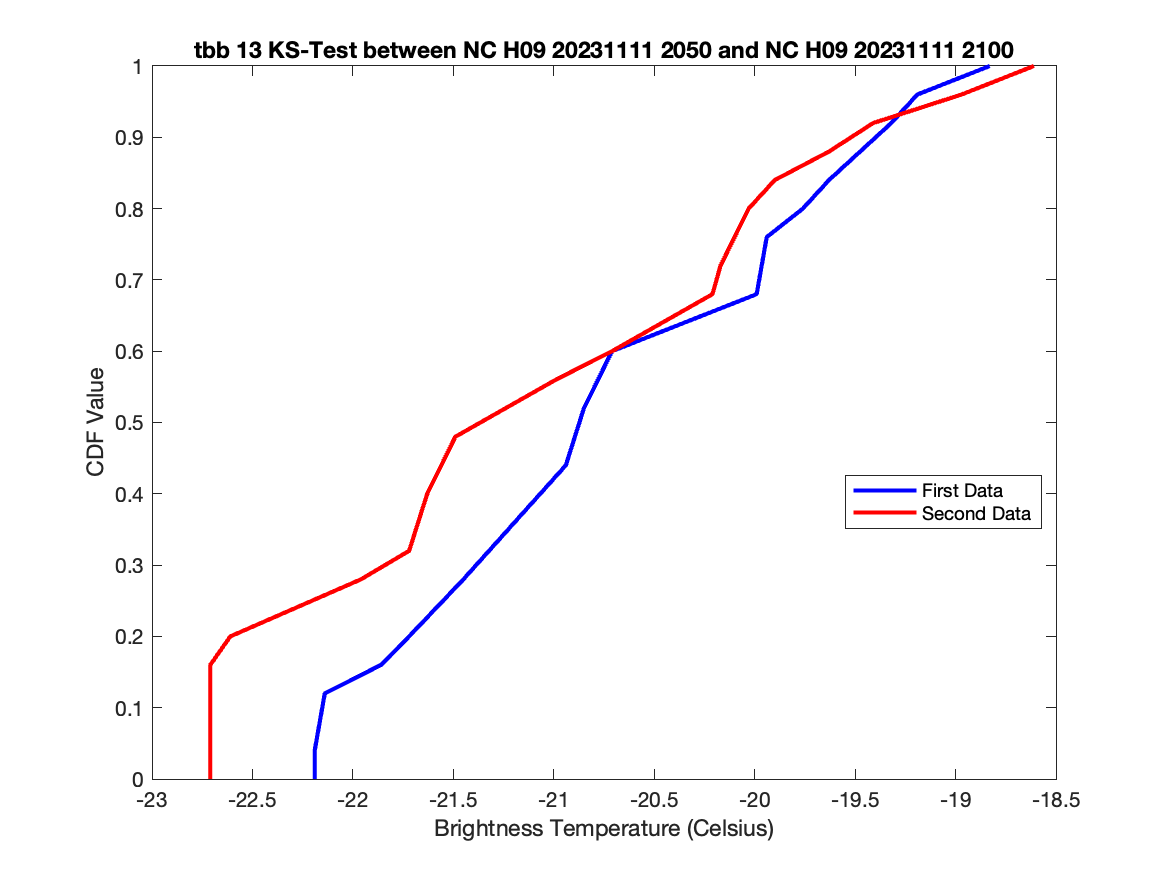 tbb 13 KS-Test between NC H09 20231111 2050 and NC H09 20231111 2100
1
0.9
0.8
0.7
0.6
0.5
0.4
0.3
0.2
0.1
0
CDF Value
First Data
Second Data
-23 -22.5 -22 -21.5 -21 -20.5 -20 -19.5 -19 -18.5
Brightness Temperature (Celsius)